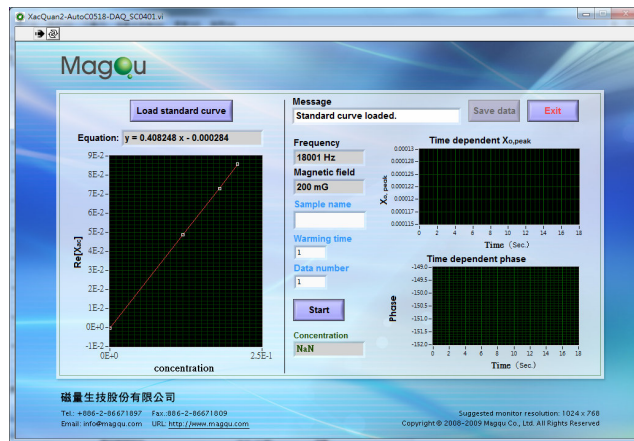 XacQuan2-AutoC0518-DAQ_SC0401.vi
MagQu
Load standard curve
Message
Standard curve loaded.
Save data
Exit
Equation: y = 0.408248 x - 0.000284
9E-2
8E-2
7E-2
6E-2
5E-2
4E-2
3E-2
2E-2
1E-2
0E-0
-1E-2
Re[Xac]
0E+0
2.5E-1
concentration
Frequency
18001 Hz
Magnetic field
200 mG
Sample name
Warming time
1
Data number
1
Start
Concentration
NaN
Time dependent Xo,peak
0.00013
0.000128
0.000125
0.000122
0.00012
0.000117
0.000115
Xo, peak
0 2 4 6 8 10 12 14 16 18
Time (Sec.)
Time dependent phase
-149.0
-149.5
-150.0
-150.5
-151.0
-151.5
-152.0
Phase
0 2 4 6 8 10 12 14 16 18
Time (Sec.)
磁量生技股份有限公司
Tel.: +886-2-86671897 Fax.:886-2-86671809
Email: info@magqu.com URL: http://www.magqu.com
Suggested monitor resolution: 1024 x 768
Copyright © 2008-2009 Magqu Co., Ltd. All Rights Reserved